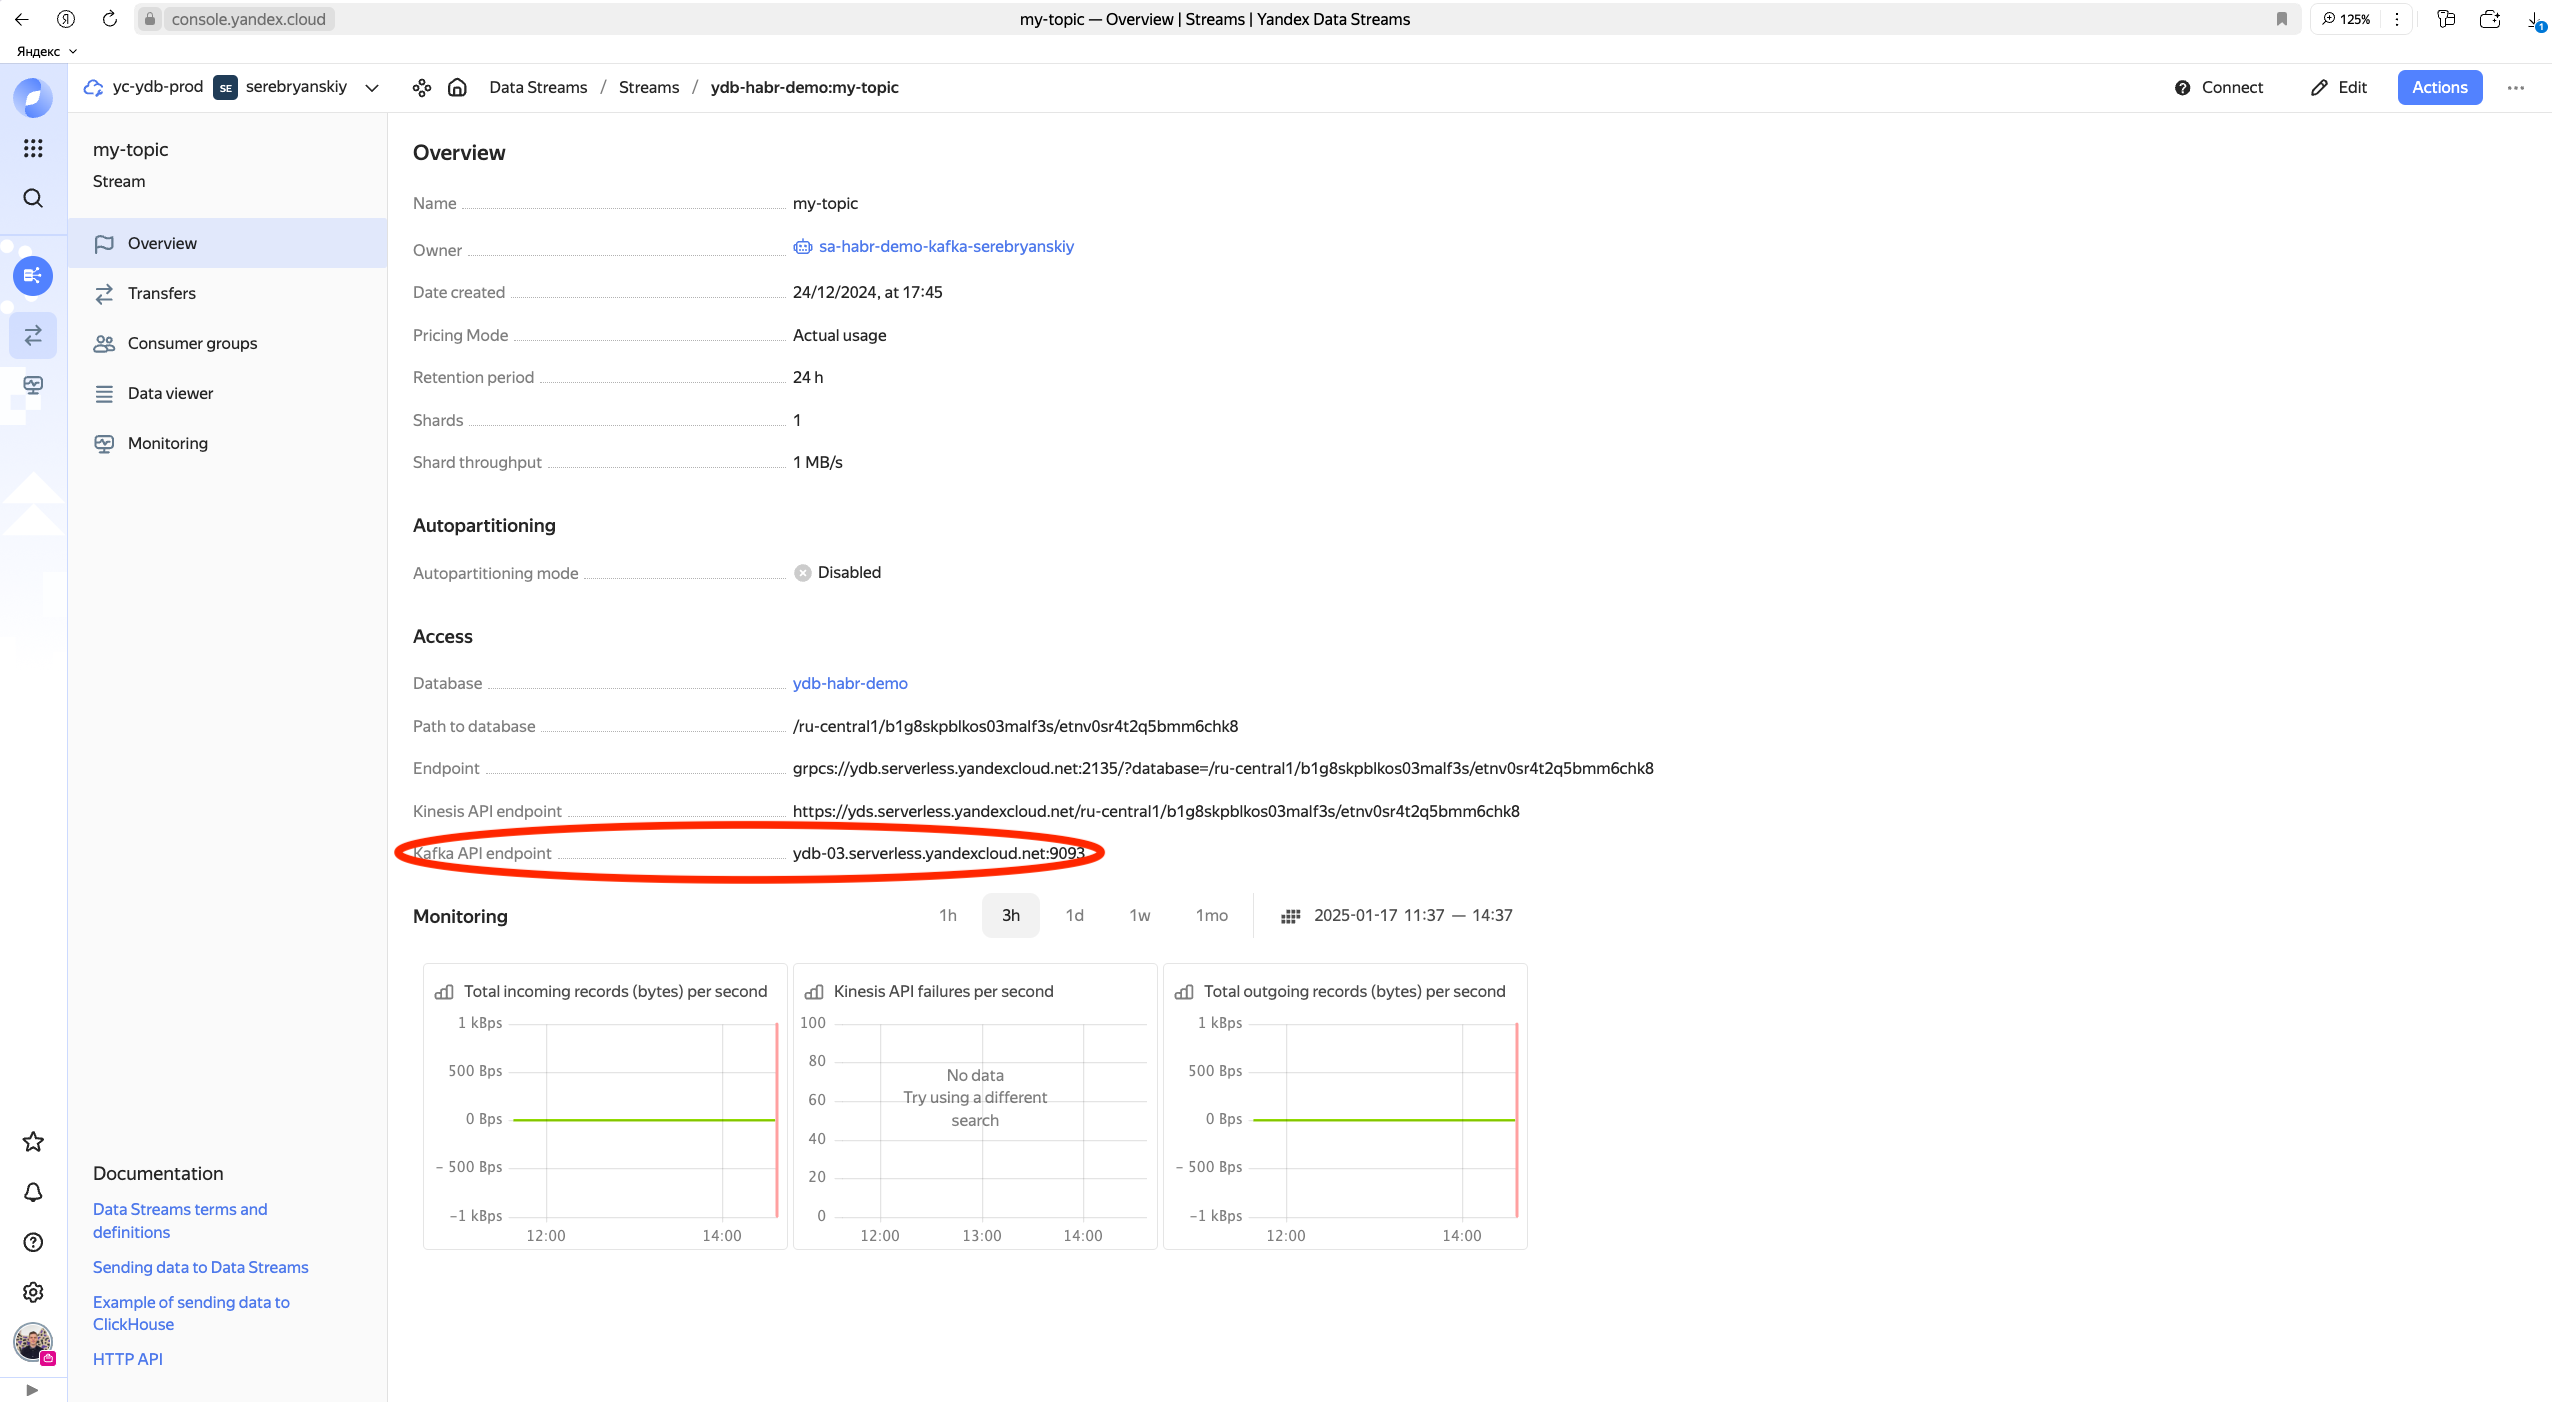 console.yandex.cloud
my-topic — Overview | Streams | Yandex Data Streams
125%
1
Яндекс
yc-ydb-prod SE serebryanskiy
Data Streams / Streams / ydb-habr-demo:my-topic
Connect
Edit
Actions
my-topic
Stream
Overview
Transfers
Consumer groups
Data viewer
Monitoring
Overview
Name my-topic
Owner sa-habr-demo-kafka-serebryanskiy
Date created 24/12/2024, at 17:45
Pricing Mode Actual usage
Retention period 24 h
Shards 1
Shard throughput 1 MB/s
Autopartitioning
Autopartitioning mode Disabled
Access
Database ydb-habr-demo
Path to database /ru-central1/b1g8skpblkos03malf3s/etnv0sr4t2q5bmm6chk8
Endpoint grpcs://ydb.serverless.yandexcloud.net:2135/?database=/ru-central1/b1g8skpblkos03malf3s/etnv0sr4t2q5bmm6chk8
Kinesis API endpoint https://yds.serverless.yandexcloud.net/ru-central1/b1g8skpblkos03malf3s/etnv0sr4t2q5bmm6chk8
Kafka API endpoint ydb-03.serverless.yandexcloud.net:9093
Monitoring
1h 3h 1d 1w 1mo 2025-01-17 11:37 — 14:37
Total incoming records (bytes) per second
1 kBps
500 Bps
0 Bps
– 500 Bps
–1 kBps
12:00 14:00
Kinesis API failures per second
100
80
60
40
20
0
No data
Try using a different
search
12:00 13:00 14:00
Total outgoing records (bytes) per second
1 kBps
500 Bps
0 Bps
– 500 Bps
–1 kBps
12:00 14:00
Documentation
Data Streams terms and
definitions
Sending data to Data Streams
Example of sending data to
ClickHouse
HTTP API